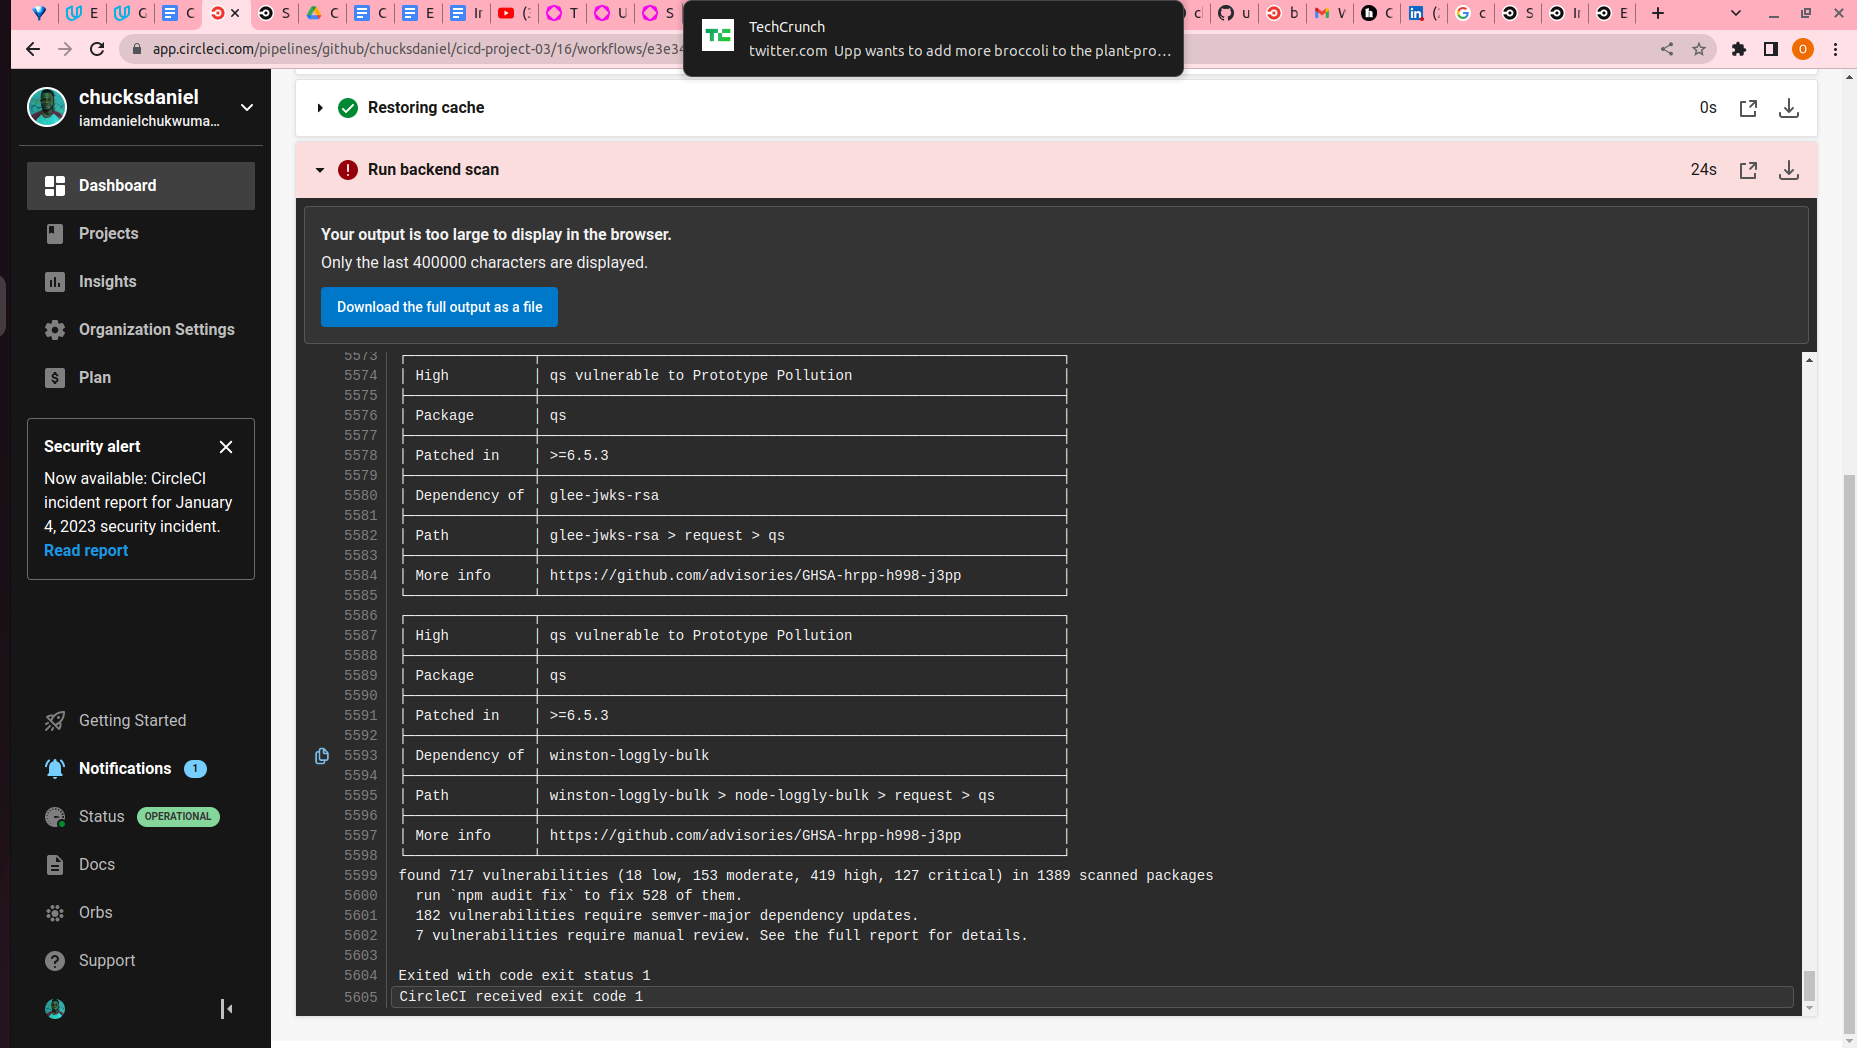 E
G
C
S
C
C
E
Ir
(:
T
U
S
TechCrunch
twitter.com Upp wants to add more broccoli to the plant-pro...
cl
u
b
V
C
(:
c
S
Ir
E
app.circleci.com/pipelines/github/chucksdaniel/cicd-project-03/16/workflows/e3e34
O
chucksdaniel
iamdanielchukwuma...
Dashboard
Projects
Insights
Organization Settings
Plan
Security alert
Now available: CircleCI
incident report for January
4, 2023 security incident.
Read report
Getting Started
Notifications 1
Status OPERATIONAL
Docs
Orbs
Support
Restoring cache 0s
Run backend scan 24s
Your output is too large to display in the browser.
Only the last 400000 characters are displayed.
Download the full output as a file
5573
5574 High qs vulnerable to Prototype Pollution
5575
5576 Package qs
5577
5578 Patched in >=6.5.3
5579
5580 Dependency of glee-jwks-rsa
5581
5582 Path glee-jwks-rsa > request > qs
5583
5584 More info https://github.com/advisories/GHSA-hrpp-h998-j3pp
5585
5586
5587 High qs vulnerable to Prototype Pollution
5588
5589 Package qs
5590
5591 Patched in >=6.5.3
5592
5593 Dependency of winston-loggly-bulk
5594
5595 Path winston-loggly-bulk > node-loggly-bulk > request > qs
5596
5597 More info https://github.com/advisories/GHSA-hrpp-h998-j3pp
5598
5599 found 717 vulnerabilities (18 low, 153 moderate, 419 high, 127 critical) in 1389 scanned packages
5600 run `npm audit fix` to fix 528 of them.
5601 182 vulnerabilities require semver-major dependency updates.
5602 7 vulnerabilities require manual review. See the full report for details.
5603
5604 Exited with code exit status 1
5605 CircleCI received exit code 1